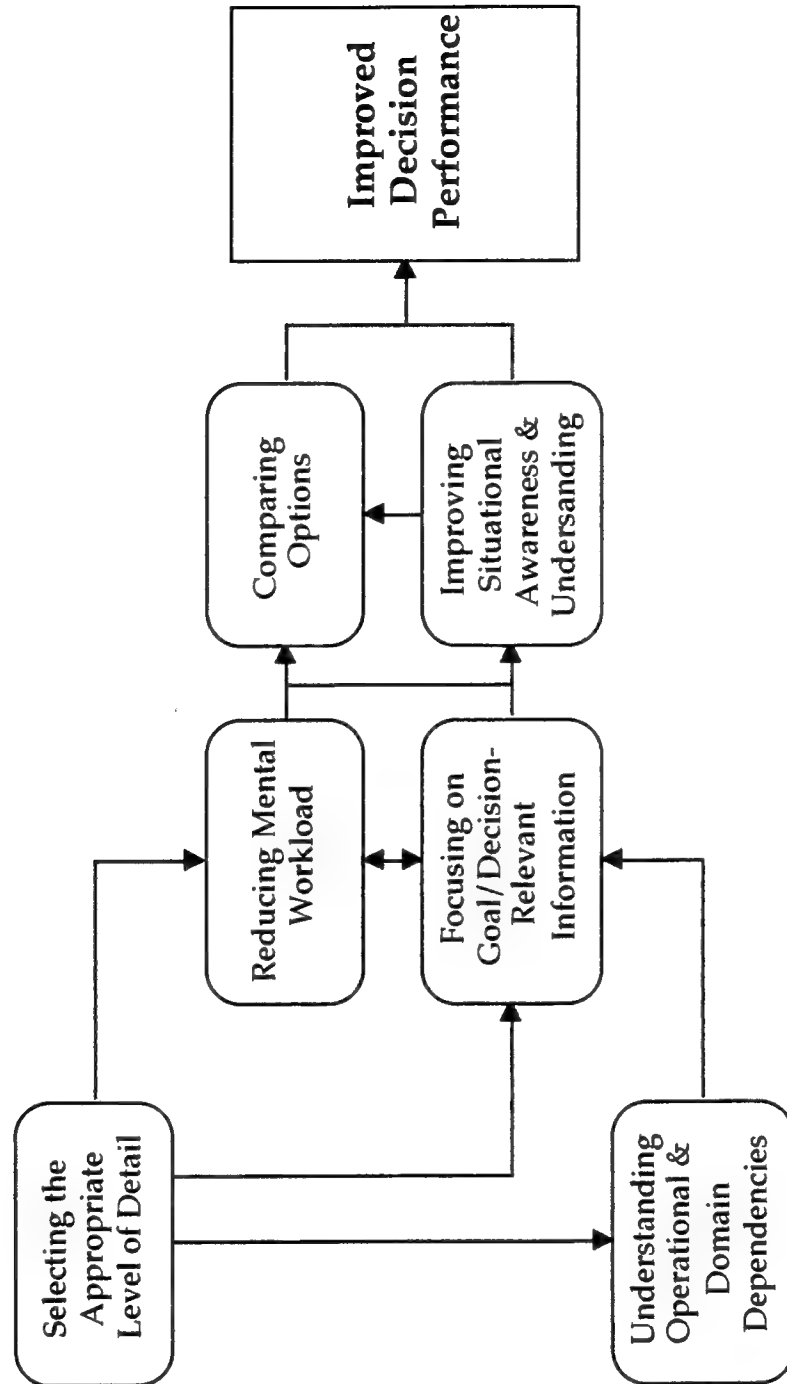 Selecting the
Appropriate
Level of Detail
Understanding
Operational &
Domain
Dependencies
Reducing Mental
Workload
Focusing on
Goal/Decision-
Relevant
Information
Comparing
Options
Improving
Situational
Awareness &
Undersanding
Improved
Decision
Performance